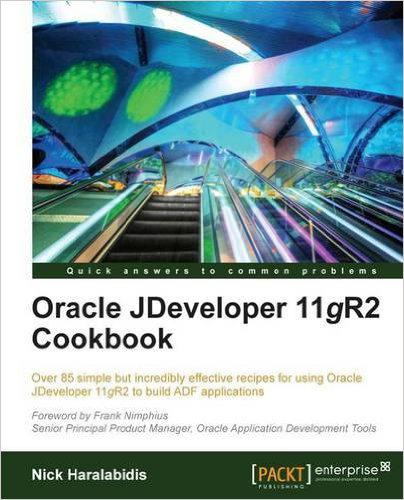 Quick answers to common problems
Oracle JDeveloper 11gR2
Cookbook
Over 85 simple but incredibly effective recipes for using Oracle
JDeveloper 11gR2 to build ADF applications
Foreword by Frank Nimphius
Senior Principal Product Manager, Oracle Application Development Tools
Nick Haralabidis
[PACKT] enterprise
PUBLISHING professional expertise distilled